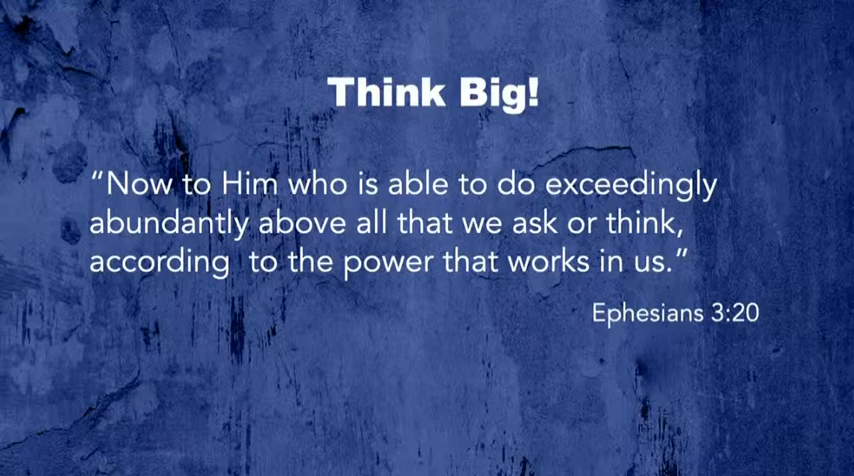 Think Big!
“Now to Him who is able to do exceedingly
abundantly above all that we ask or think,
according  to the power that works in us.”
Ephesians 3:20